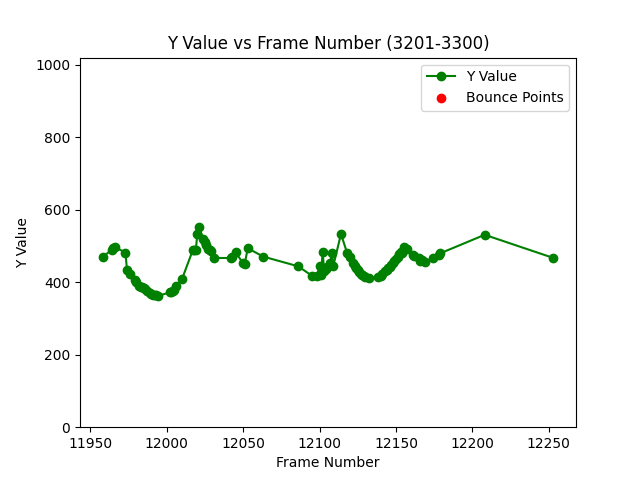 Y Value vs Frame Number (3201-3300)
Y Value
Bounce Points
1000
800
600
400
200
0
Y Value
11950 12000 12050 12100 12150 12200 12250
Frame Number